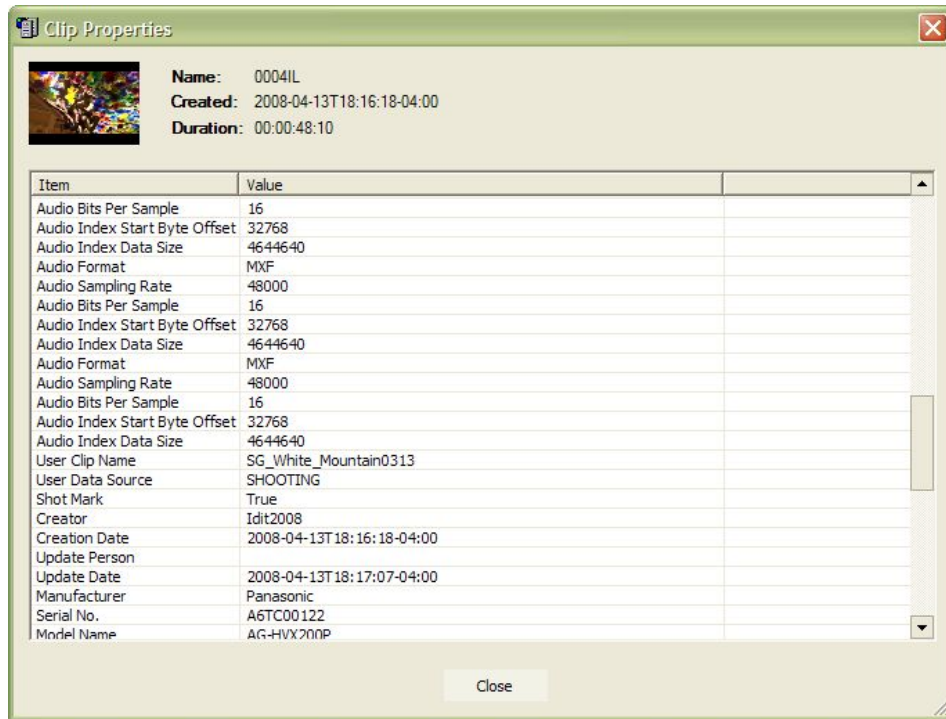 Clip Properties
Name: 0004IL
Created: 2008-04-13T18:16:18-04:00
Duration: 00:00:48:10
Item Value
Audio Bits Per Sample 16
Audio Index Start Byte Offset 32768
Audio Index Data Size 4644640
Audio Format MXF
Audio Sampling Rate 48000
Audio Bits Per Sample 16
Audio Index Start Byte Offset 32768
Audio Index Data Size 4644640
Audio Format MXF
Audio Sampling Rate 48000
Audio Bits Per Sample 16
Audio Index Start Byte Offset 32768
Audio Index Data Size 4644640
User Clip Name SG_White_Mountain0313
User Data Source SHOOTING
Shot Mark True
Creator Idit2008
Creation Date 2008-04-13T18:16:18-04:00
Update Person
Update Date 2008-04-13T18:17:07-04:00
Manufacturer Panasonic
Serial No. A6TC00122
Model Name AG-HVX200P
Close